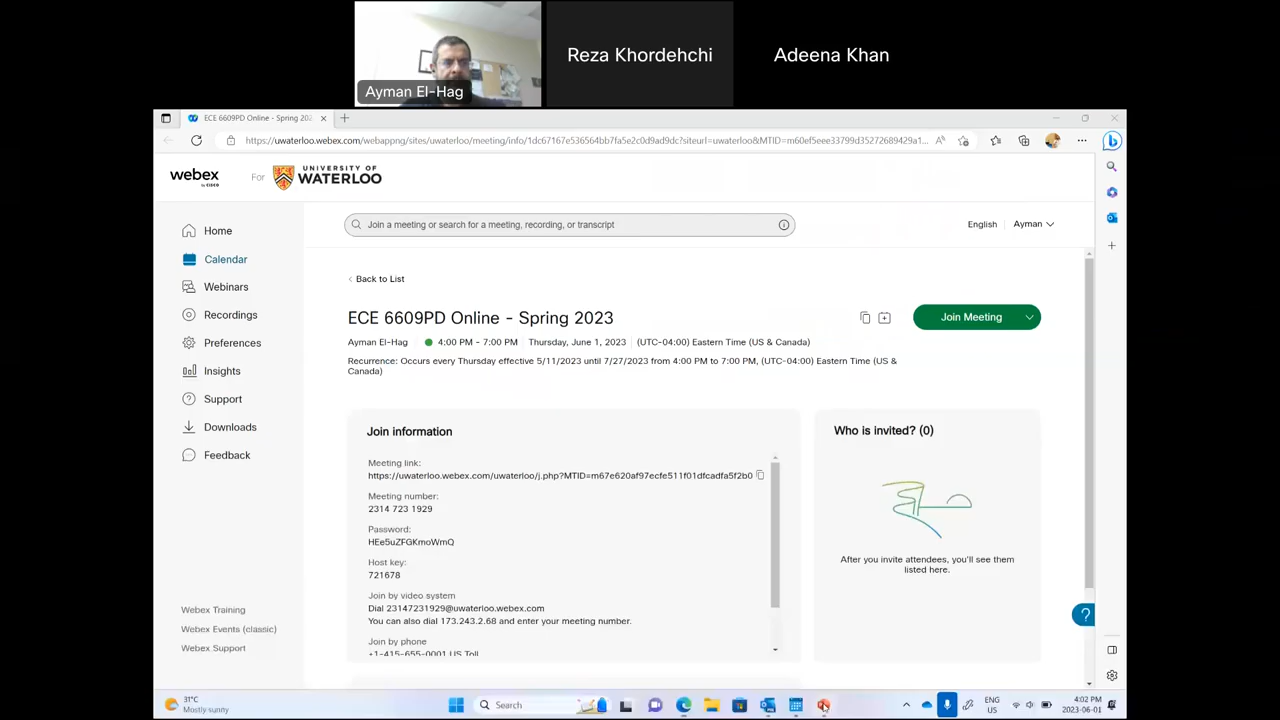 Ayman El-Hag
Reza Khordehchi
Adeena Khan
ECE 6609PD Online - Spring 202
https://uwaterloo.webex.com/webappng/sites/uwaterloo/meeting/info/1dc67167e536564bb7fa5e2c0d9ad9dc?siteurl=uwaterloo&MTID=m60ef5eee33799d35272689429a1...
webex
by CISCO
For
UNIVERSITY OF
WATERLOO
Join a meeting or search for a meeting, recording, or transcript
English
Ayman
Home
Calendar
Webinars
Recordings
Preferences
Insights
Support
Downloads
Feedback
Webex Training
Webex Events (classic)
Webex Support
Back to List
ECE 6609PD Online - Spring 2023
Join Meeting
Ayman El-Hag
4:00 PM - 7:00 PM
Thursday, June 1, 2023
(UTC-04:00) Eastern Time (US & Canada)
Recurrence: Occurs every Thursday effective 5/11/2023 until 7/27/2023 from 4:00 PM to 7:00 PM, (UTC-04:00) Eastern Time (US &
Canada)
Join information
Meeting link:
https://uwaterloo.webex.com/uwaterloo/j.php?MTID=m67e620af97ecfe511f01dfcadfa5f2b0
Meeting number:
2314 723 1929
Password:
HEe5uZFGKmoWmQ
Host key:
721678
Join by video system
Dial 23147231929@uwaterloo.webex.com
You can also dial 173.243.2.68 and enter your meeting number.
Join by phone
+1-415-655-0001 US Toll
Who is invited? (0)
After you invite attendees, you'll see them
listed here.
?
31°C
Mostly sunny
Search
ENG
US
4:02 PM
2023-06-01